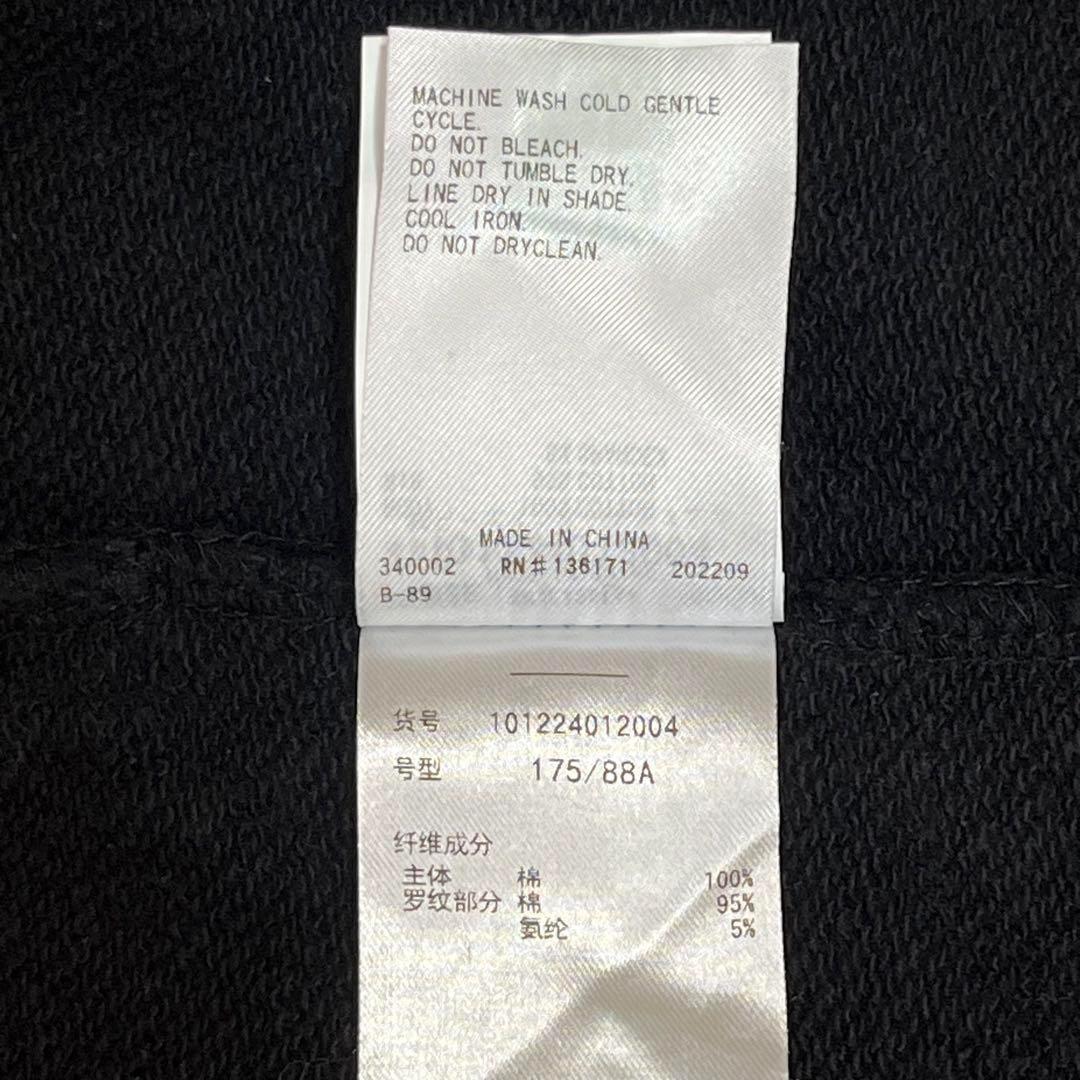 MACHINE WASH COLD GENTLE
CYCLE.
DO NOT BLEACH.
DO NOT TUMBLE DRY.
LINE DRY IN SHADE.
COOL IRON.
DO NOT DRYCLEAN.
MADE IN CHINA
340002 RN#136171 202209
B-89
货号 101224012004
号型 175/88A
纤维成分
主体 棉 100%
罗纹部分 棉 95%
氨纶 5%